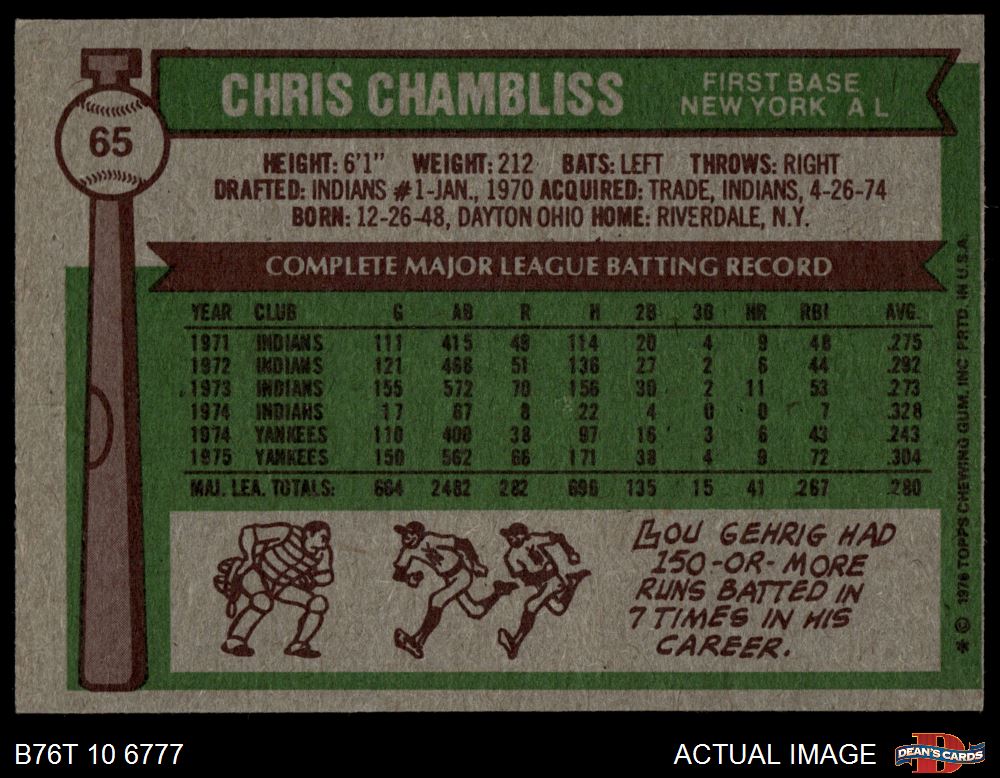 65
CHRIS CHAMBLISS
FIRST BASE
NEW YORK A L
HEIGHT: 6'1" WEIGHT: 212 BATS: LEFT THROWS: RIGHT
DRAFTED: INDIANS #1-JAN., 1970 ACQUIRED: TRADE, INDIANS, 4-26-74
BORN: 12-26-48, DAYTON OHIO HOME: RIVERDALE, N.Y.
COMPLETE MAJOR LEAGUE BATTING RECORD
YEAR CLUB G AB R H 2B 3B HR RBI AVG.
1971 INDIANS 111 415 49 114 20 4 9 48 .275
1972 INDIANS 121 466 51 136 27 2 6 44 .292
1973 INDIANS 155 572 70 156 30 2 11 53 .273
1974 INDIANS 17 67 8 22 4 0 0 7 .328
1974 YANKEES 110 400 38 97 16 3 6 43 .243
1975 YANKEES 150 562 66 171 38 4 9 72 .304
MAJ. LEA. TOTALS: 664 2482 282 696 135 15 41 267 .280
LOU GEHRIG HAD
150-OR-MORE
RUNS BATTED IN
7 TIMES IN HIS
CAREER.
* © 1976 TOPPS CHEWING GUM, INC PRTD. IN U.S.A.
B76T 10 6777
ACTUAL IMAGE
DEAN'S CARDS